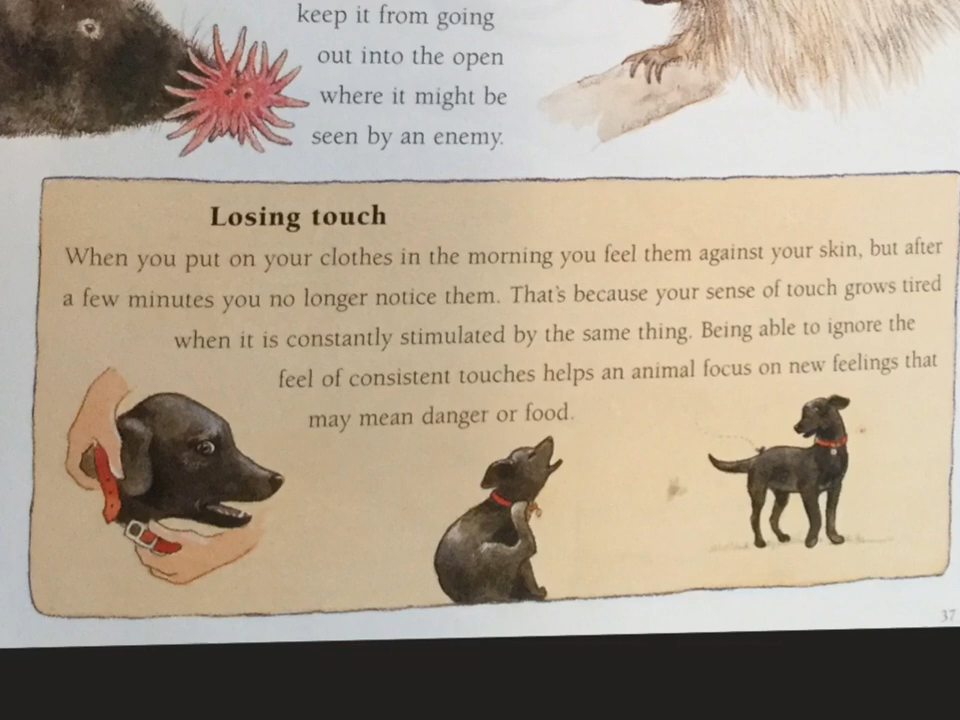 keep it from going
out into the open
where it might be
seen by an enemy.
Losing touch
When you put on your clothes in the morning you feel them against your skin, but after
a few minutes you no longer notice them. That's because your sense of touch grows tired
when it is constantly stimulated by the same thing. Being able to ignore the
feel of consistent touches helps an animal focus on new feelings that
may mean danger or food.
37